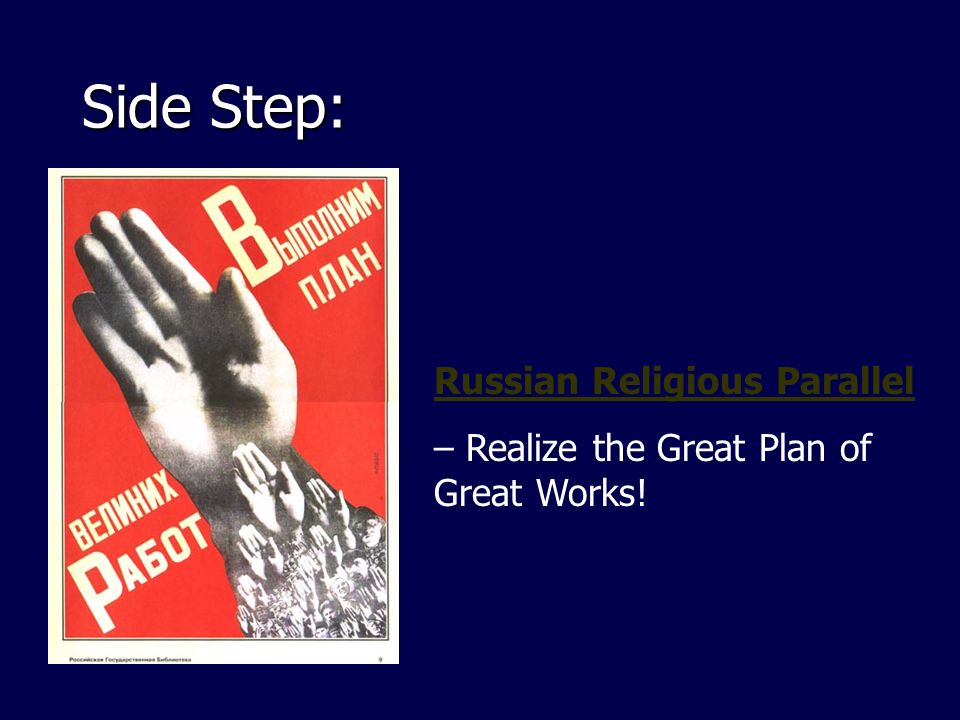 Side Step:
Выполним
план
великих
Работ
Российская Государственная Библиотека 9
Russian Religious Parallel
– Realize the Great Plan of
Great Works!